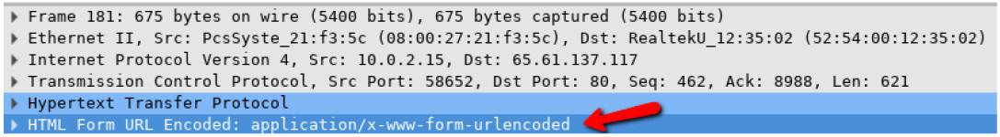 Frame 181: 675 bytes on wire (5400 bits), 675 bytes captured (5400 bits)
Ethernet II, Src: PcsSyste_21:f3:5c (08:00:27:21:f3:5c), Dst: RealtekU_12:35:02 (52:54:00:12:35:02)
Internet Protocol Version 4, Src: 10.0.2.15, Dst: 65.61.137.117
Transmission Control Protocol, Src Port: 58652, Dst Port: 80, Seq: 462, Ack: 8988, Len: 621
Hypertext Transfer Protocol
HTML Form URL Encoded: application/x-www-form-urlencoded